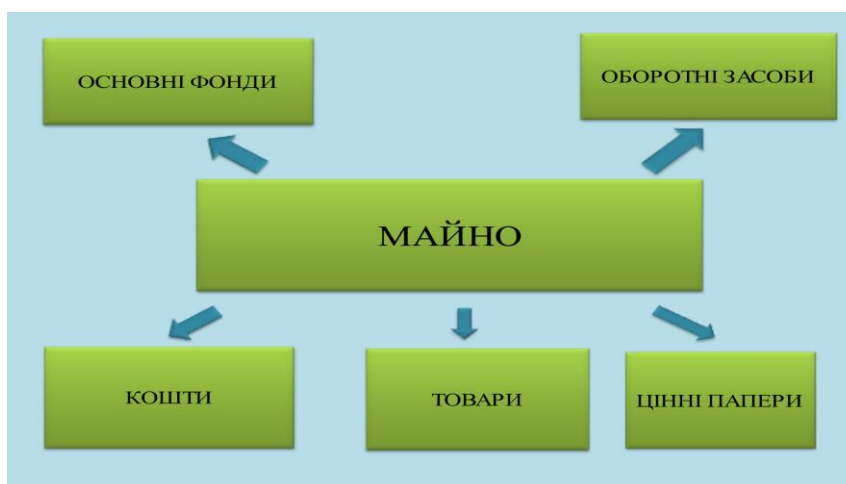 ОСНОВНІ ФОНДИ
ОБОРОТНІ ЗАСОБИ
МАЙНО
КОШТИ
ТОВАРИ
ЦІННІ ПАПЕРИ